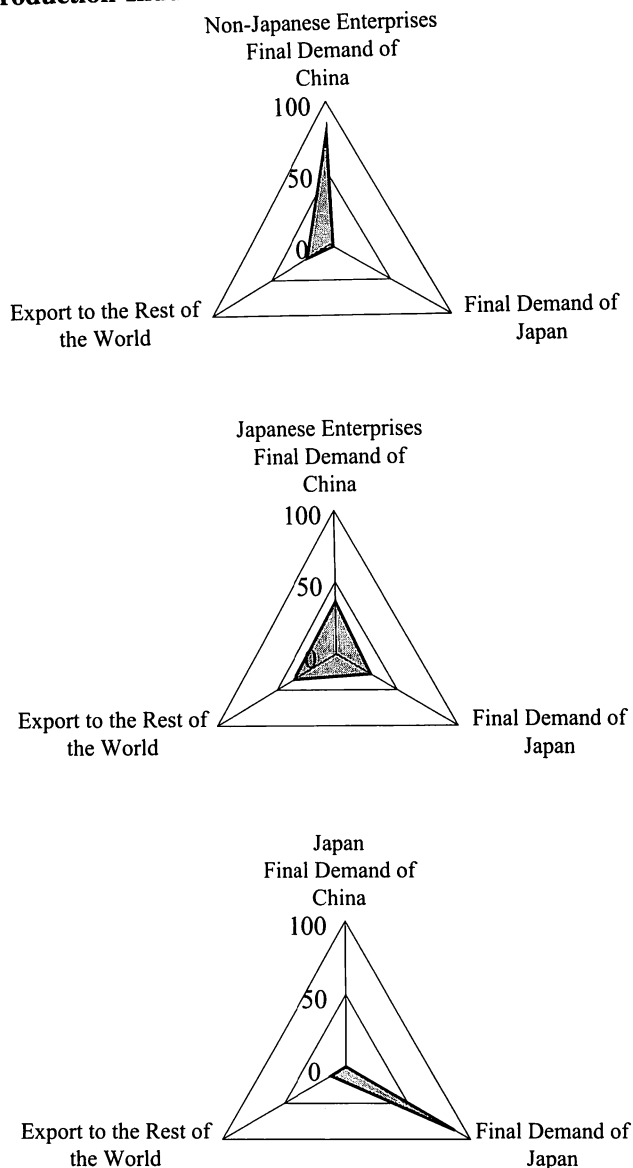 Non-Japanese Enterprises
Final Demand of
China
100
50
0
Export to the Rest of
the World
Final Demand of
Japan
Japanese Enterprises
Final Demand of
China
100
50
0
Export to the Rest of
the World
Final Demand of
Japan
Japan
Final Demand of
China
100
50
0
Export to the Rest of
the World
Final Demand of
Japan